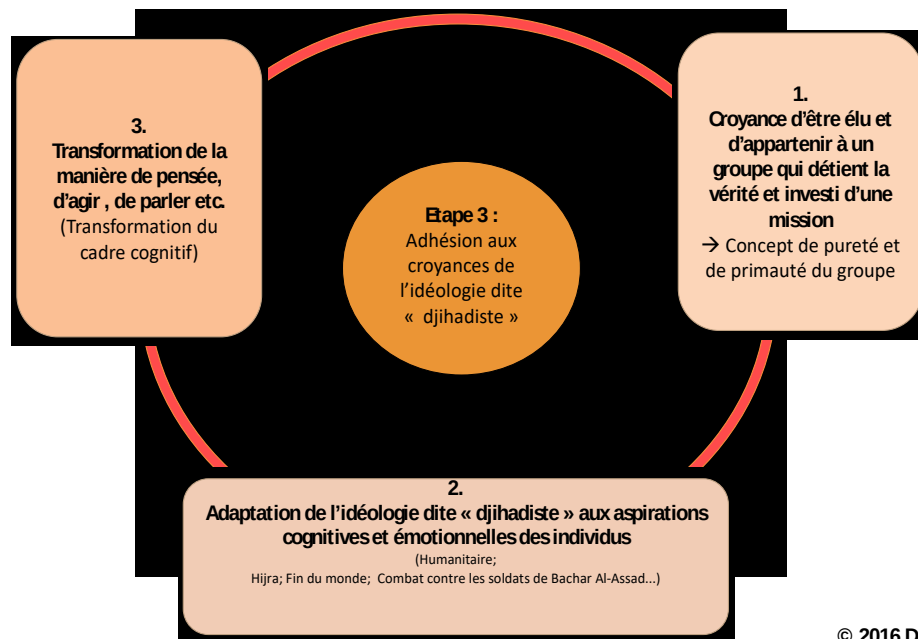 3.
Transformation de la
manière de pensée,
d'agir , de parler etc.
(Transformation du
cadre cognitif)
1.
Croyance d'être élu et
d'appartenir à un
groupe qui détient la
vérité et investi d'une
mission
→ Concept de pureté et
de primauté du groupe
Etape 3 :
Adhésion aux
croyances de
l'idéologie dite
« djihadiste »
2.
Adaptation de l'idéologie dite « djihadiste » aux aspirations
cognitives et émotionnelles des individus
(Humanitaire;
Hijra; Fin du monde; Combat contre les soldats de Bachar Al-Assad...)
© 2016 D